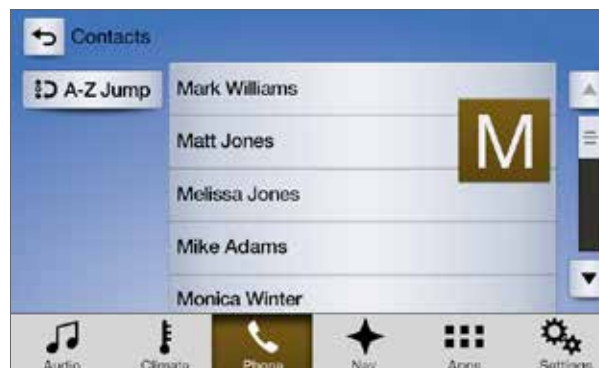 Contacts
A-Z Jump
Mark Williams
Matt Jones
M
Melissa Jones
Mike Adams
Monica Winter
Audio
Climate
Phone
Nav
Apps
Settings